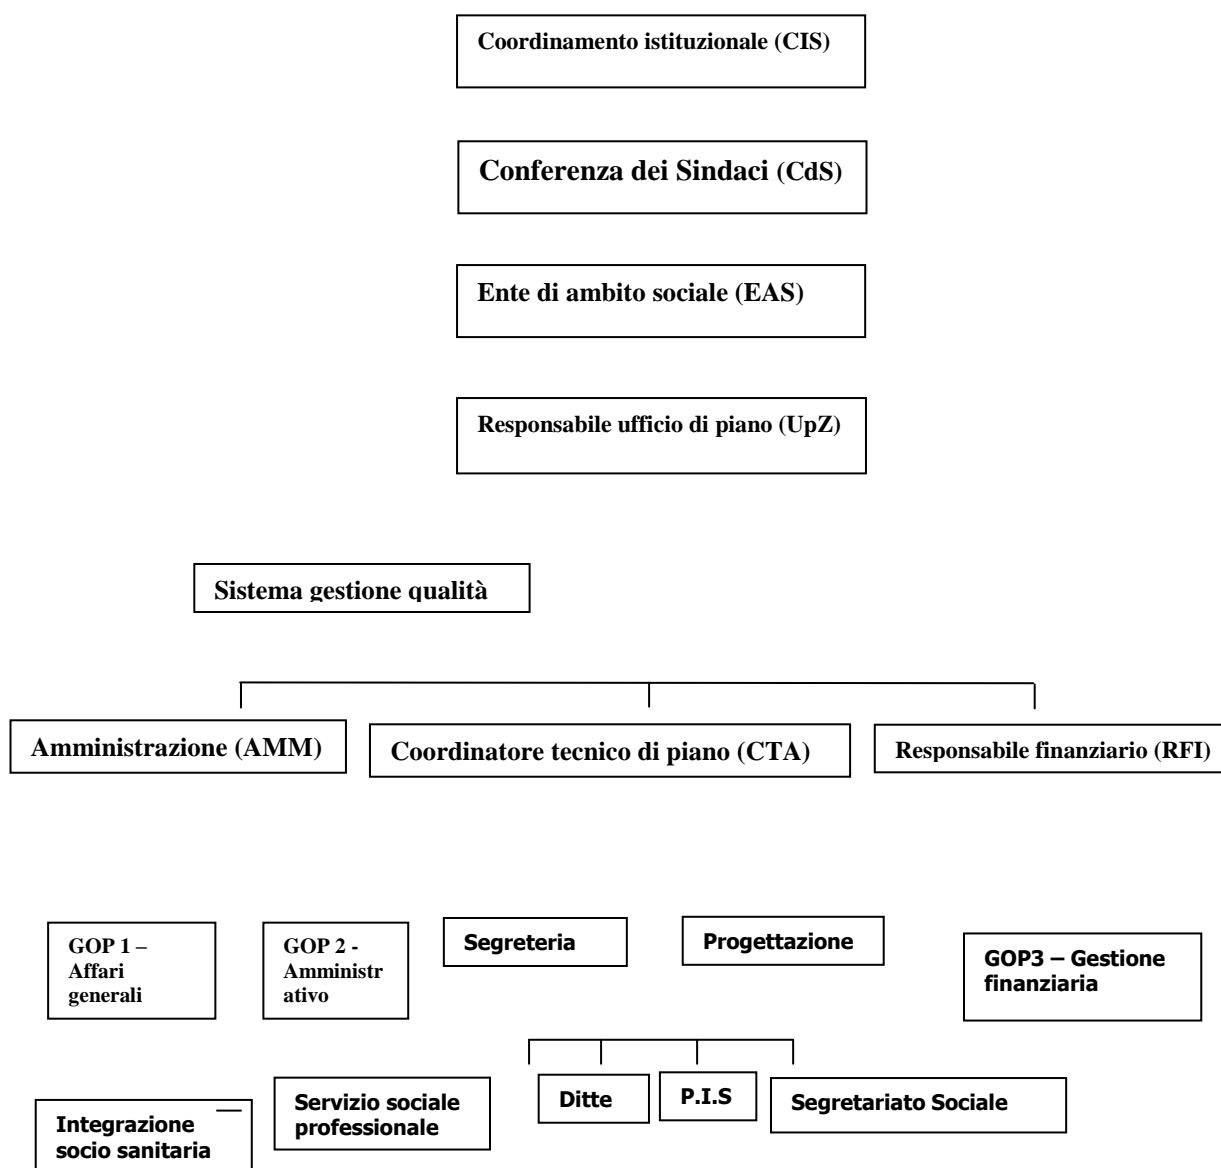 Coordinamento istituzionale (CIS)
Conferenza dei Sindaci (CdS)
Ente di ambito sociale (EAS)
Responsabile ufficio di piano (UpZ)
Sistema gestione qualità
Amministrazione (AMM)
Coordinatore tecnico di piano (CTA)
Responsabile finanziario (RFI)
GOP 1 –
Affari
generali
GOP 2 -
Amministr
ativo
Segreteria
Progettazione
GOP3 – Gestione
finanziaria
Integrazione
socio sanitaria
Servizio sociale
professionale
Ditte
P.I.S
Segretariato Sociale